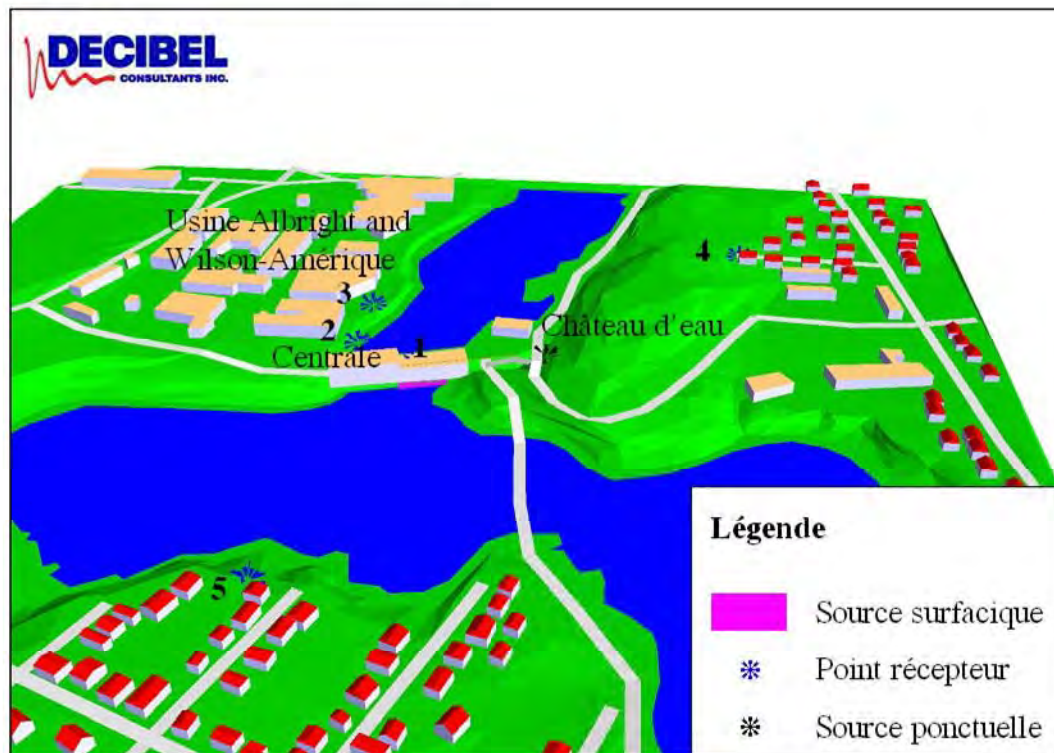 DECIBEL
CONSULTANTS INC.
Usine Albright and
Wilson-Amérique
4
3
2
1
Château d'eau
Centrale
5
Légende
Source surfacique
Point récepteur
Source ponctuelle